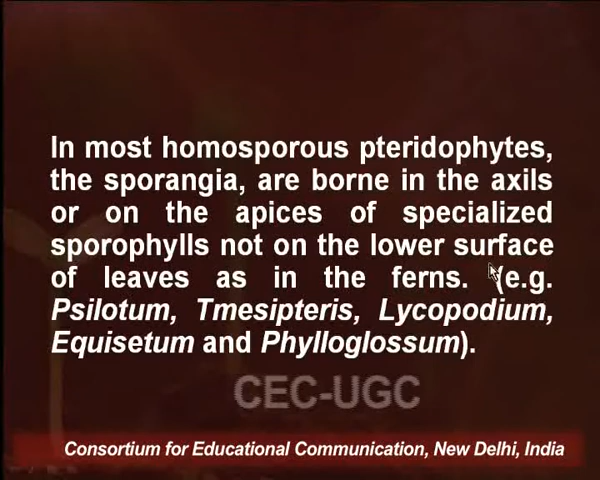 In most homosporous pteridophytes,
the sporangia, are borne in the axils
or on the apices of specialized
sporophylls not on the lower surface
of leaves as in the ferns. (e.g.
Psilotum, Tmesipteris, Lycopodium,
Equisetum and Phylloglossum).
CEC-UGC
Consortium for Educational Communication, New Delhi, India